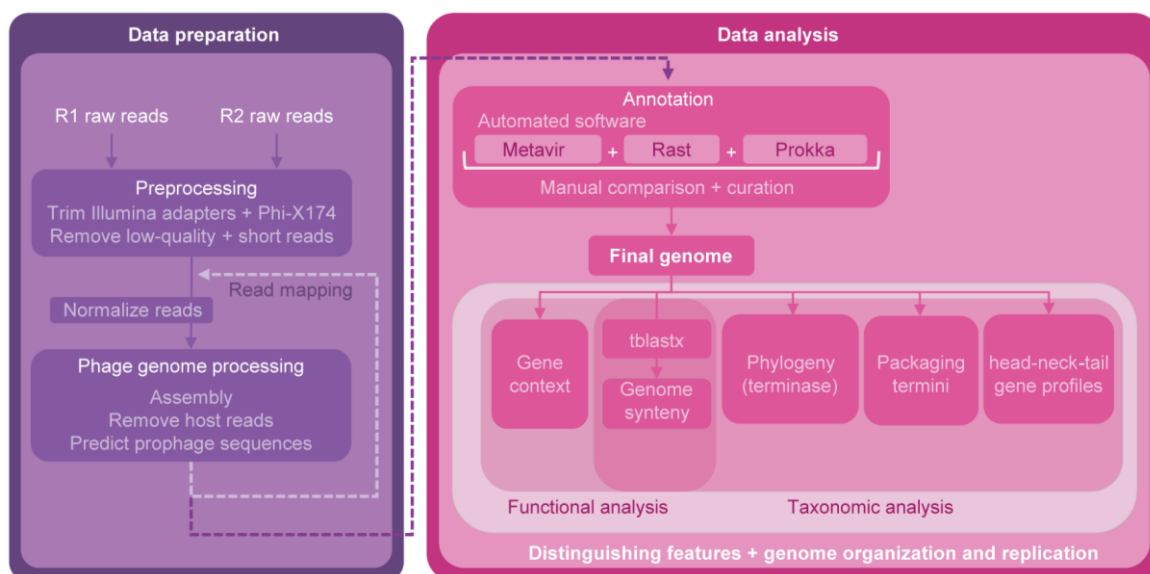 Data preparation
R1 raw reads
R2 raw reads
Preprocessing
Trim Illumina adapters + Phi-X174
Remove low-quality + short reads
Read mapping
Normalize reads
Phage genome processing
Assembly
Remove host reads
Predict prophage sequences
Data analysis
Annotation
Automated software
Metavir + Rast + Prokka
Manual comparison + curation
Final genome
Gene
context
tblastx
Genome
synteny
Phylogeny
(terminase)
Packaging
termini
head-neck-tail
gene profiles
Functional analysis
Taxonomic analysis
Distinguishing features + genome organization and replication